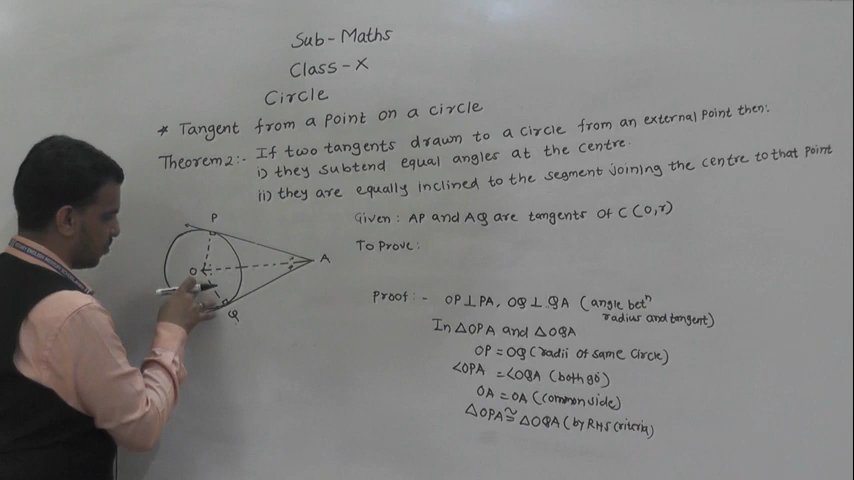 Sub-Maths
Class-X
Circle
* Tangent from a point on a circle
Theorem2:- If two tangents drawn to a circle from an external point then:
i) they subtend equal angles at the centre.
ii) they are equally inclined to the segment joining the centre to that point
Given: AP and AQ are tangents of C(O,r)
To Prove:
P
O
A
Q
Proof:- OP⊥PA, OQ⊥QA (angle betⁿ
radius and tangent)
In △OPA and △OQA
OP = OQ (radii of same circle)
∠OPA = ∠OQA (both 90)
OA = OA (common side)
△OPA ≅ △OQA (by RHS criteria)